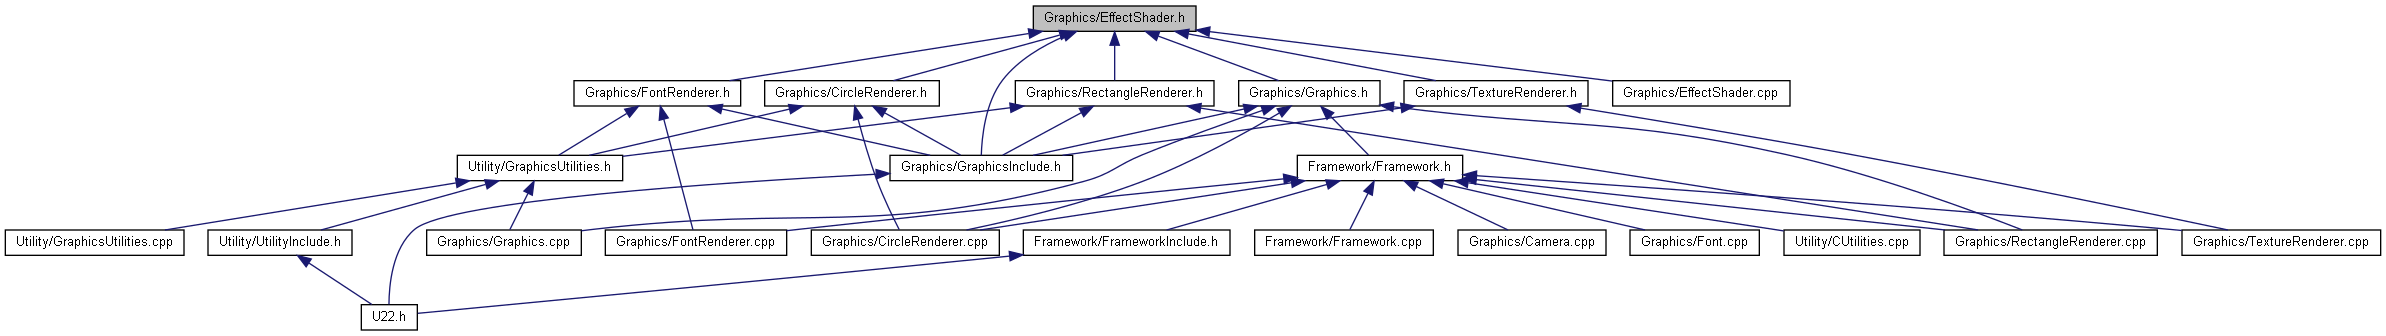 Graphics/EffectShader.h
Graphics/FontRenderer.h
Graphics/CircleRenderer.h
Graphics/RectangleRenderer.h
Graphics/Graphics.h
Graphics/TextureRenderer.h
Graphics/EffectShader.cpp
Utility/GraphicsUtilities.h
Graphics/GraphicsInclude.h
Framework/Framework.h
Utility/GraphicsUtilities.cpp
Utility/UtilityInclude.h
Graphics/Graphics.cpp
Graphics/FontRenderer.cpp
Graphics/CircleRenderer.cpp
Framework/FrameworkInclude.h
Framework/Framework.cpp
Graphics/Camera.cpp
Graphics/Font.cpp
Utility/CUtilities.cpp
Graphics/RectangleRenderer.cpp
Graphics/TextureRenderer.cpp
U22.h